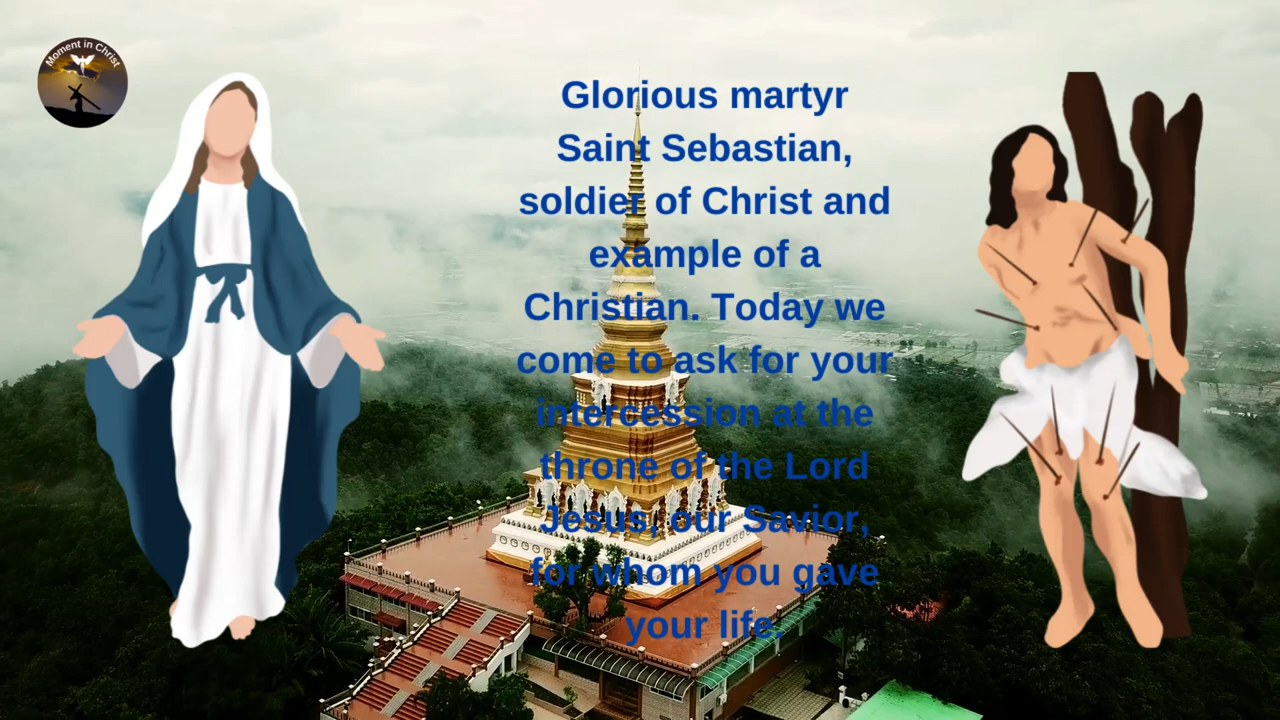 Moment in Christ
Glorious martyr
Saint Sebastian,
soldier of Christ and
example of a
Christian. Today we
come to ask for your
intercession at the
throne of the Lord
Jesus, our Savior,
for whom you gave
your life.